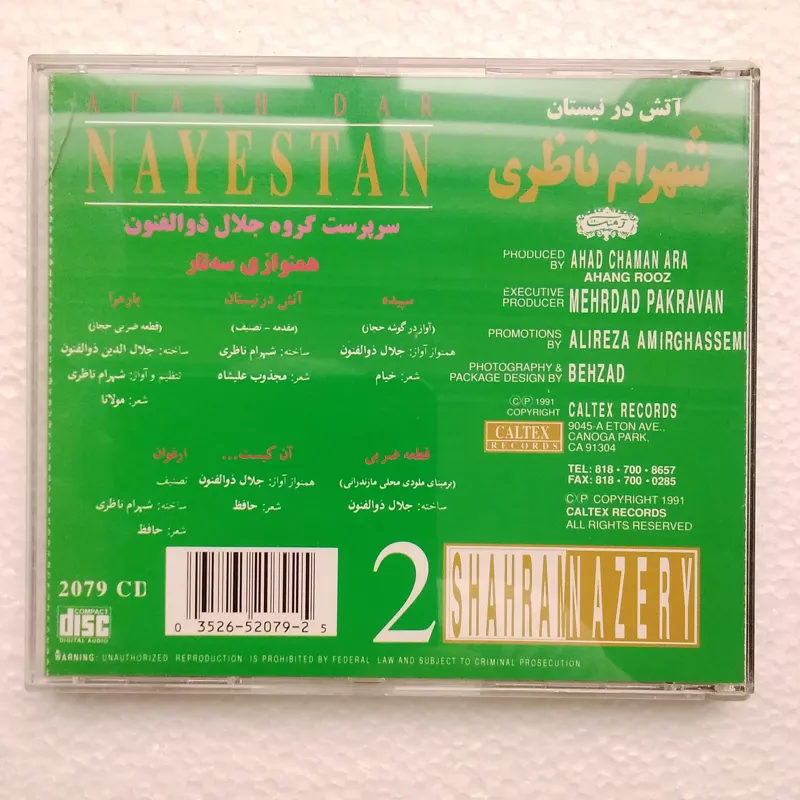 ATASH DAR
NAYESTAN
سرپرست گروه جلال ذوالفنون
همنوازی سه‌تار
سپیده
(آواز در گوشه حجاز)
همنواز آواز: جلال ذوالفنون
شعر: خیام
آتش در نیستان
(مقدمه - تصنیف)
ساخته: شهرام ناظری
شعر: مجذوب علیشاه
یار مرا
(قطعه ضربی حجاز)
ساخته: جلال الدین ذوالفنون
تنظیم و آواز: شهرام ناظری
شعر: مولانا
قطعه ضربی
(برمبنای ملودی محلی مازندرانی)
ساخته: جلال ذوالفنون
آن کیست...
همنواز آواز: جلال ذوالفنون
شعر: حافظ
ارغوان
تصنیف
ساخته: شهرام ناظری
شعر: حافظ
آتش در نیستان
شهرام ناظری
PRODUCED BY AHAD CHAMAN ARA
AHANG ROOZ
EXECUTIVE PRODUCER MEHRDAD PAKRAVAN
PROMOTIONS BY ALIREZA AMIRGHASSEMI
PHOTOGRAPHY & PACKAGE DESIGN BY BEHZAD
©℗ 1991
COPYRIGHT CALTEX RECORDS
9045-A ETON AVE.,
CANOGA PARK,
CA 91304
CALTEX
RECORDS
TEL: 818 • 700 • 8657
FAX: 818 • 700 • 0285
©℗ COPYRIGHT 1991
CALTEX RECORDS
ALL RIGHTS RESERVED
2079 CD
COMPACT
disc
DIGITAL AUDIO
0 3526-52079-2 5
2 SHAHRAM NAZERY
WARNING: UNAUTHORIZED REPRODUCTION IS PROHIBITED BY FEDERAL LAW AND SUBJECT TO CRIMINAL PROSECUTION